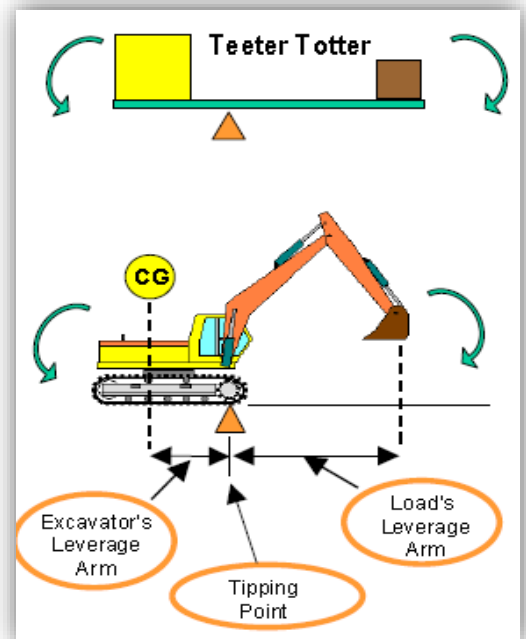 Teeter Totter
CG
Excavator's
Leverage
Arm
Load's
Leverage
Arm
Tipping
Point